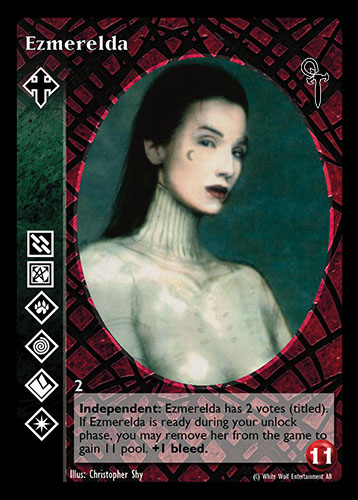 Ezmerelda
2
Independent: Ezmerelda has 2 votes (titled).
If Ezmerelda is ready during your unlock
phase, you may remove her from the game to
gain 11 pool. +1 bleed.
11
Illus: Christopher Shy
(C) White Wolf Entertainment AB